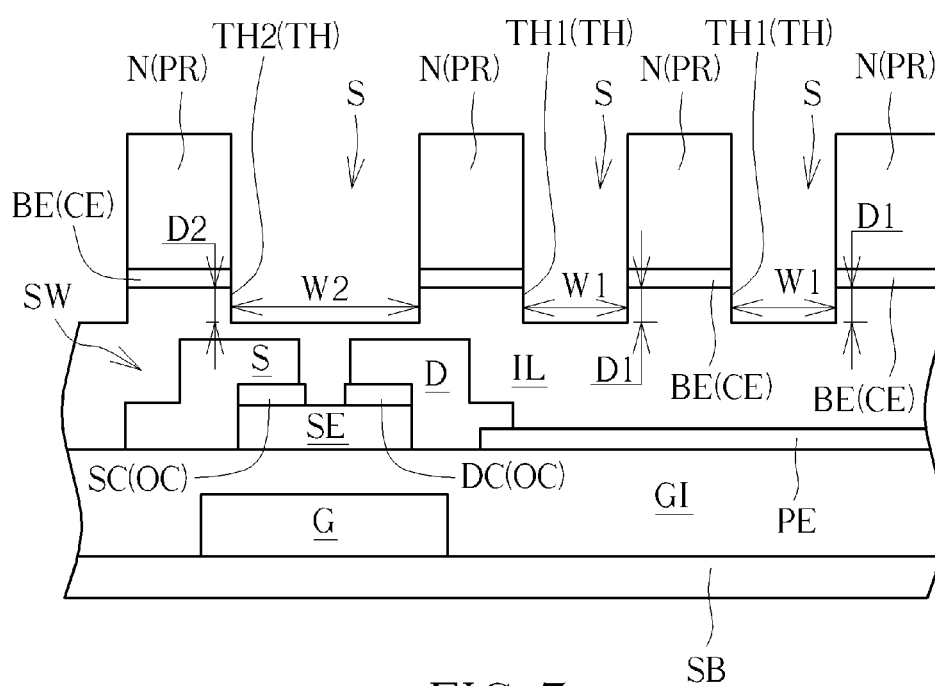 TH2(TH)
TH1(TH)
TH1(TH)
N(PR)
S
N(PR)
S
N(PR)
S
N(PR)
BE(CE)
D2
D1
SW
W2
W1
W1
S
D
IL
D1
BE(CE)
BE(CE)
SE
SC(OC)
DC(OC)
GI
PE
G
SB